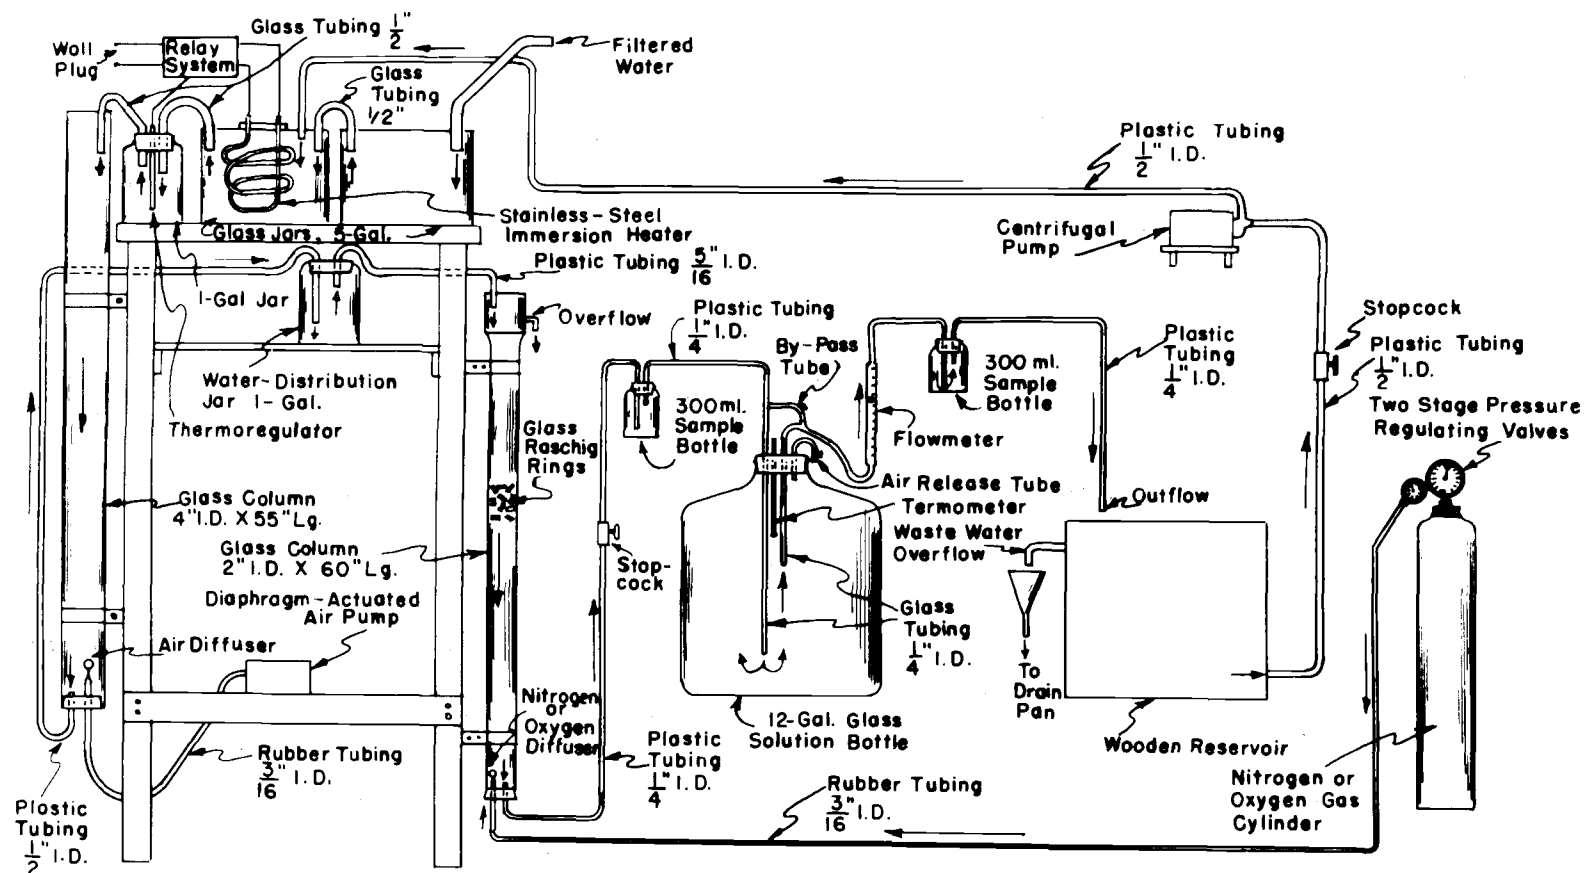 Glass Tubing 1/2"
Wall
Plug
Relay
System
Filtered
Water
Glass
Tubing
1/2"
Plastic Tubing
1/2" I.D.
Centrifugal
Pump
Stainless-Steel
Immersion Heater
Glass Jars, 5-Gal.
Plastic Tubing 5/16" I.D.
1-Gal Jar
Overflow
Plastic Tubing
1/4" I.D.
By-Pass
Tube
300 ml.
Sample
Bottle
Plastic
Tubing
1/4" I.D.
Stopcock
Plastic Tubing
1/2" I.D.
Two Stage Pressure
Regulating Valves
Water-Distribution
Jar 1-Gal.
Thermoregulator
300ml.
Sample
Bottle
Flowmeter
Glass
Raschig
Rings
Air Release Tube
Termometer
Waste Water
Overflow
Outflow
Glass Column
4" I.D. X 55" Lg.
Glass Column
2" I.D. X 60" Lg.
Stop-
cock
Diaphragm-Actuated
Air Pump
Air Diffuser
Glass
Tubing
1/4" I.D.
To
Drain
Pan
Nitrogen
or
Oxygen
Diffuser
12-Gal. Glass
Solution Bottle
Plastic
Tubing
1/4" I.D.
Wooden Reservoir
Rubber Tubing
3/16" I.D.
Rubber Tubing
3/16" I.D.
Nitrogen or
Oxygen Gas
Cylinder
Plastic
Tubing
1/2" I.D.